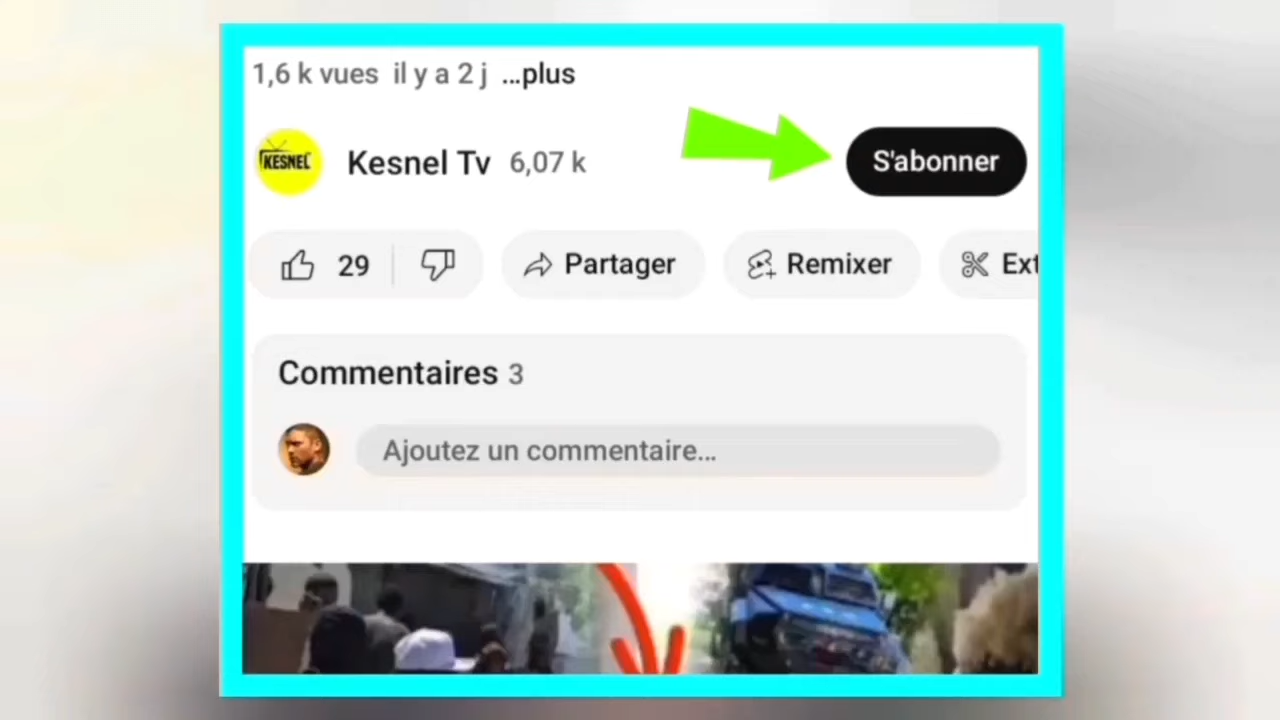 1,6 k vues il y a 2 j ...plus
KESNEL
Kesnel Tv 6,07 k
S'abonner
29
Partager
Remixer
Ext
Commentaires 3
Ajoutez un commentaire...